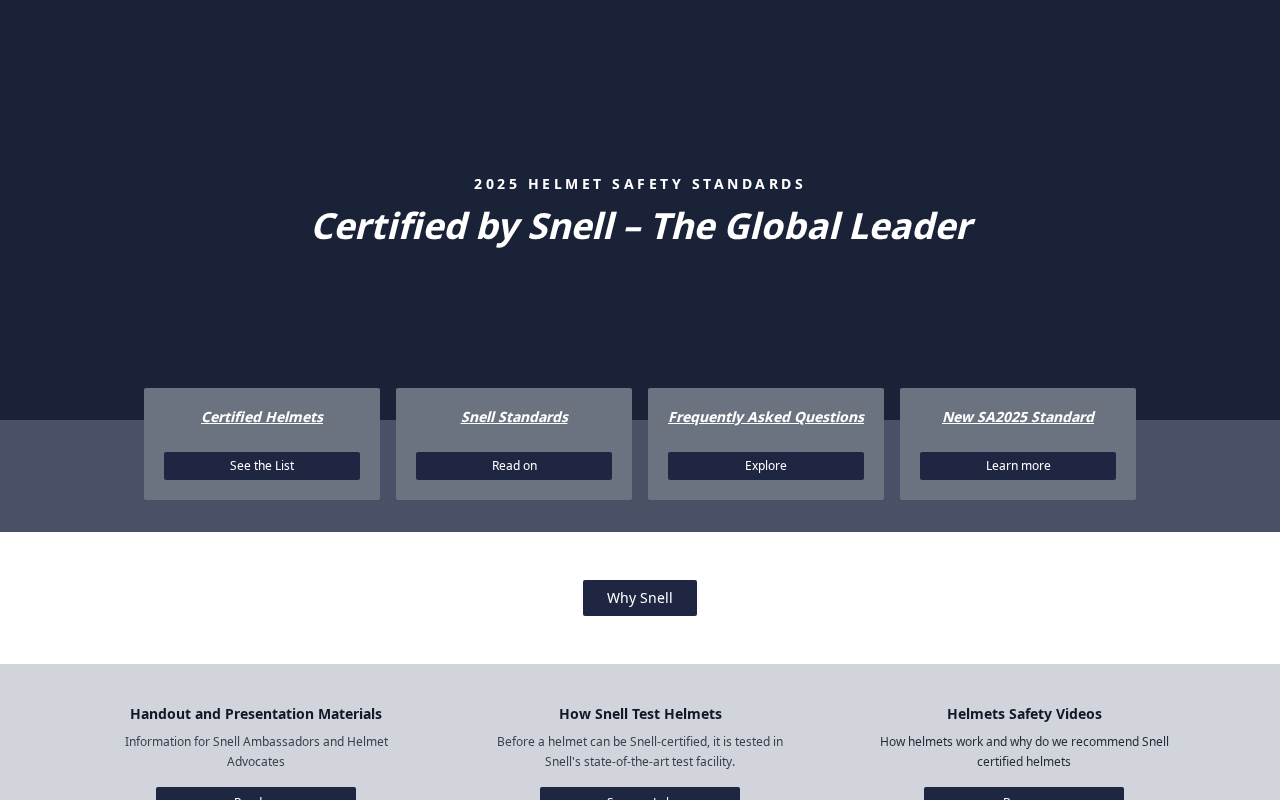 2025 HELMET SAFETY STANDARDS
Certified by Snell – The Global Leader
Certified Helmets
Snell Standards
Frequently Asked Questions
New SA2025 Standard
See the List
Read on
Explore
Learn more
Why Snell
Handout and Presentation Materials
How Snell Test Helmets
Helmets Safety Videos
Information for Snell Ambassadors and Helmet
Advocates
Before a helmet can be Snell-certified, it is tested in
Snell's state-of-the-art test facility.
How helmets work and why do we recommend Snell
certified helmets